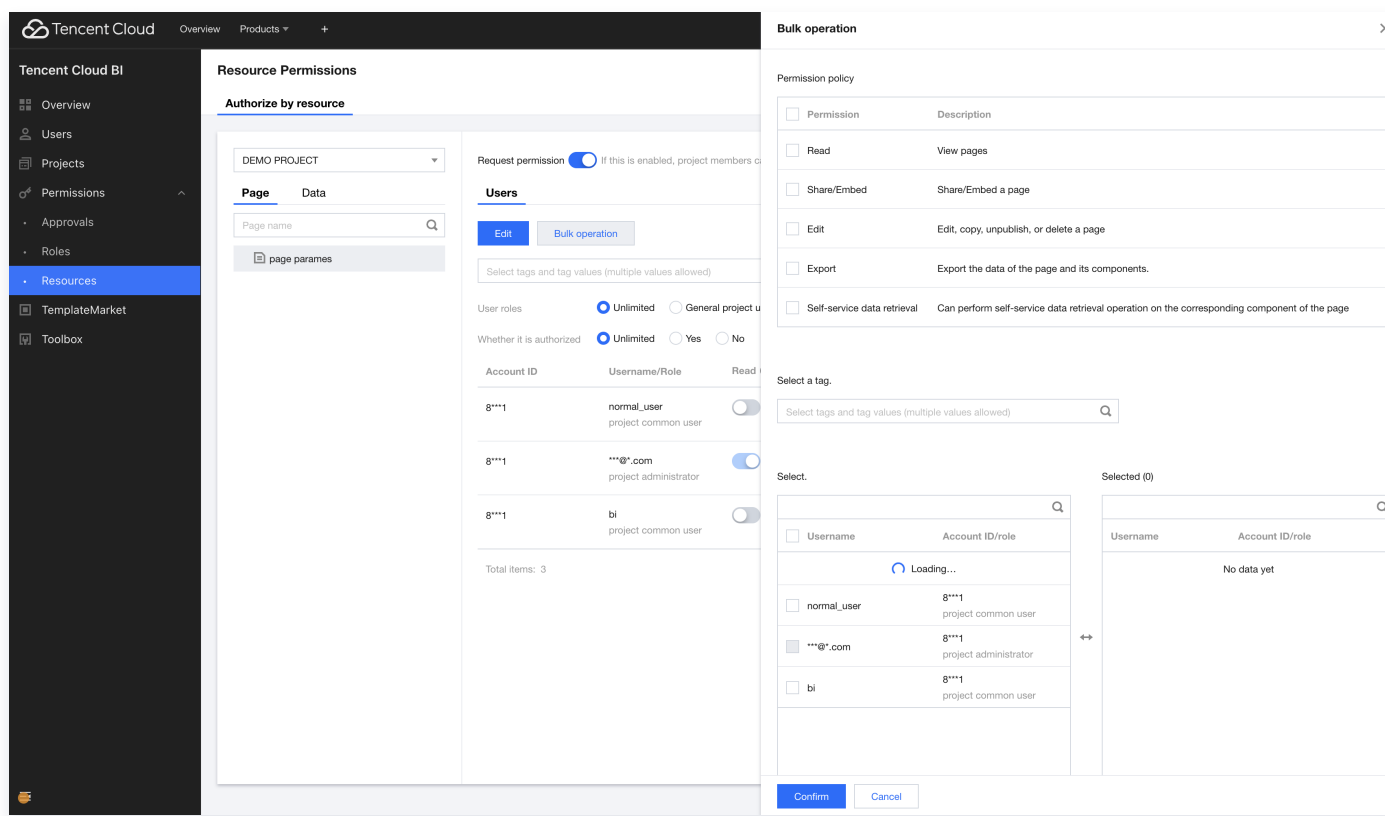 Tencent Cloud
Overview
Products
+
Tencent Cloud BI
Overview
Users
Projects
Permissions
Approvals
Roles
Resources
TemplateMarket
Toolbox
Resource Permissions
Authorize by resource
DEMO PROJECT
Page
Data
Page name
page parames
Request permission
If this is enabled, project members
Users
Edit
Bulk operation
Select tags and tag values (multiple values allowed)
User roles
Unlimited
General project
Whether it is authorized
Unlimited
Yes
No
Account ID
Username/Role
Read
8***1
normal_user
project common user
8***1
***@*.com
project administrator
8***1
bi
project common user
Total items: 3
Bulk operation
Permission policy
Permission
Description
Read
View pages
Share/Embed
Share/Embed a page
Edit
Edit, copy, unpublish, or delete a page
Export
Export the data of the page and its components.
Self-service data retrieval
Can perform self-service data retrieval operation on the corresponding component of the page
Select a tag.
Select tags and tag values (multiple values allowed)
Select.
Username
Account ID/role
Loading...
normal_user
8***1
project common user
***@*.com
8***1
project administrator
bi
8***1
project common user
Selected (0)
Username
Account ID/role
No data yet
Confirm
Cancel